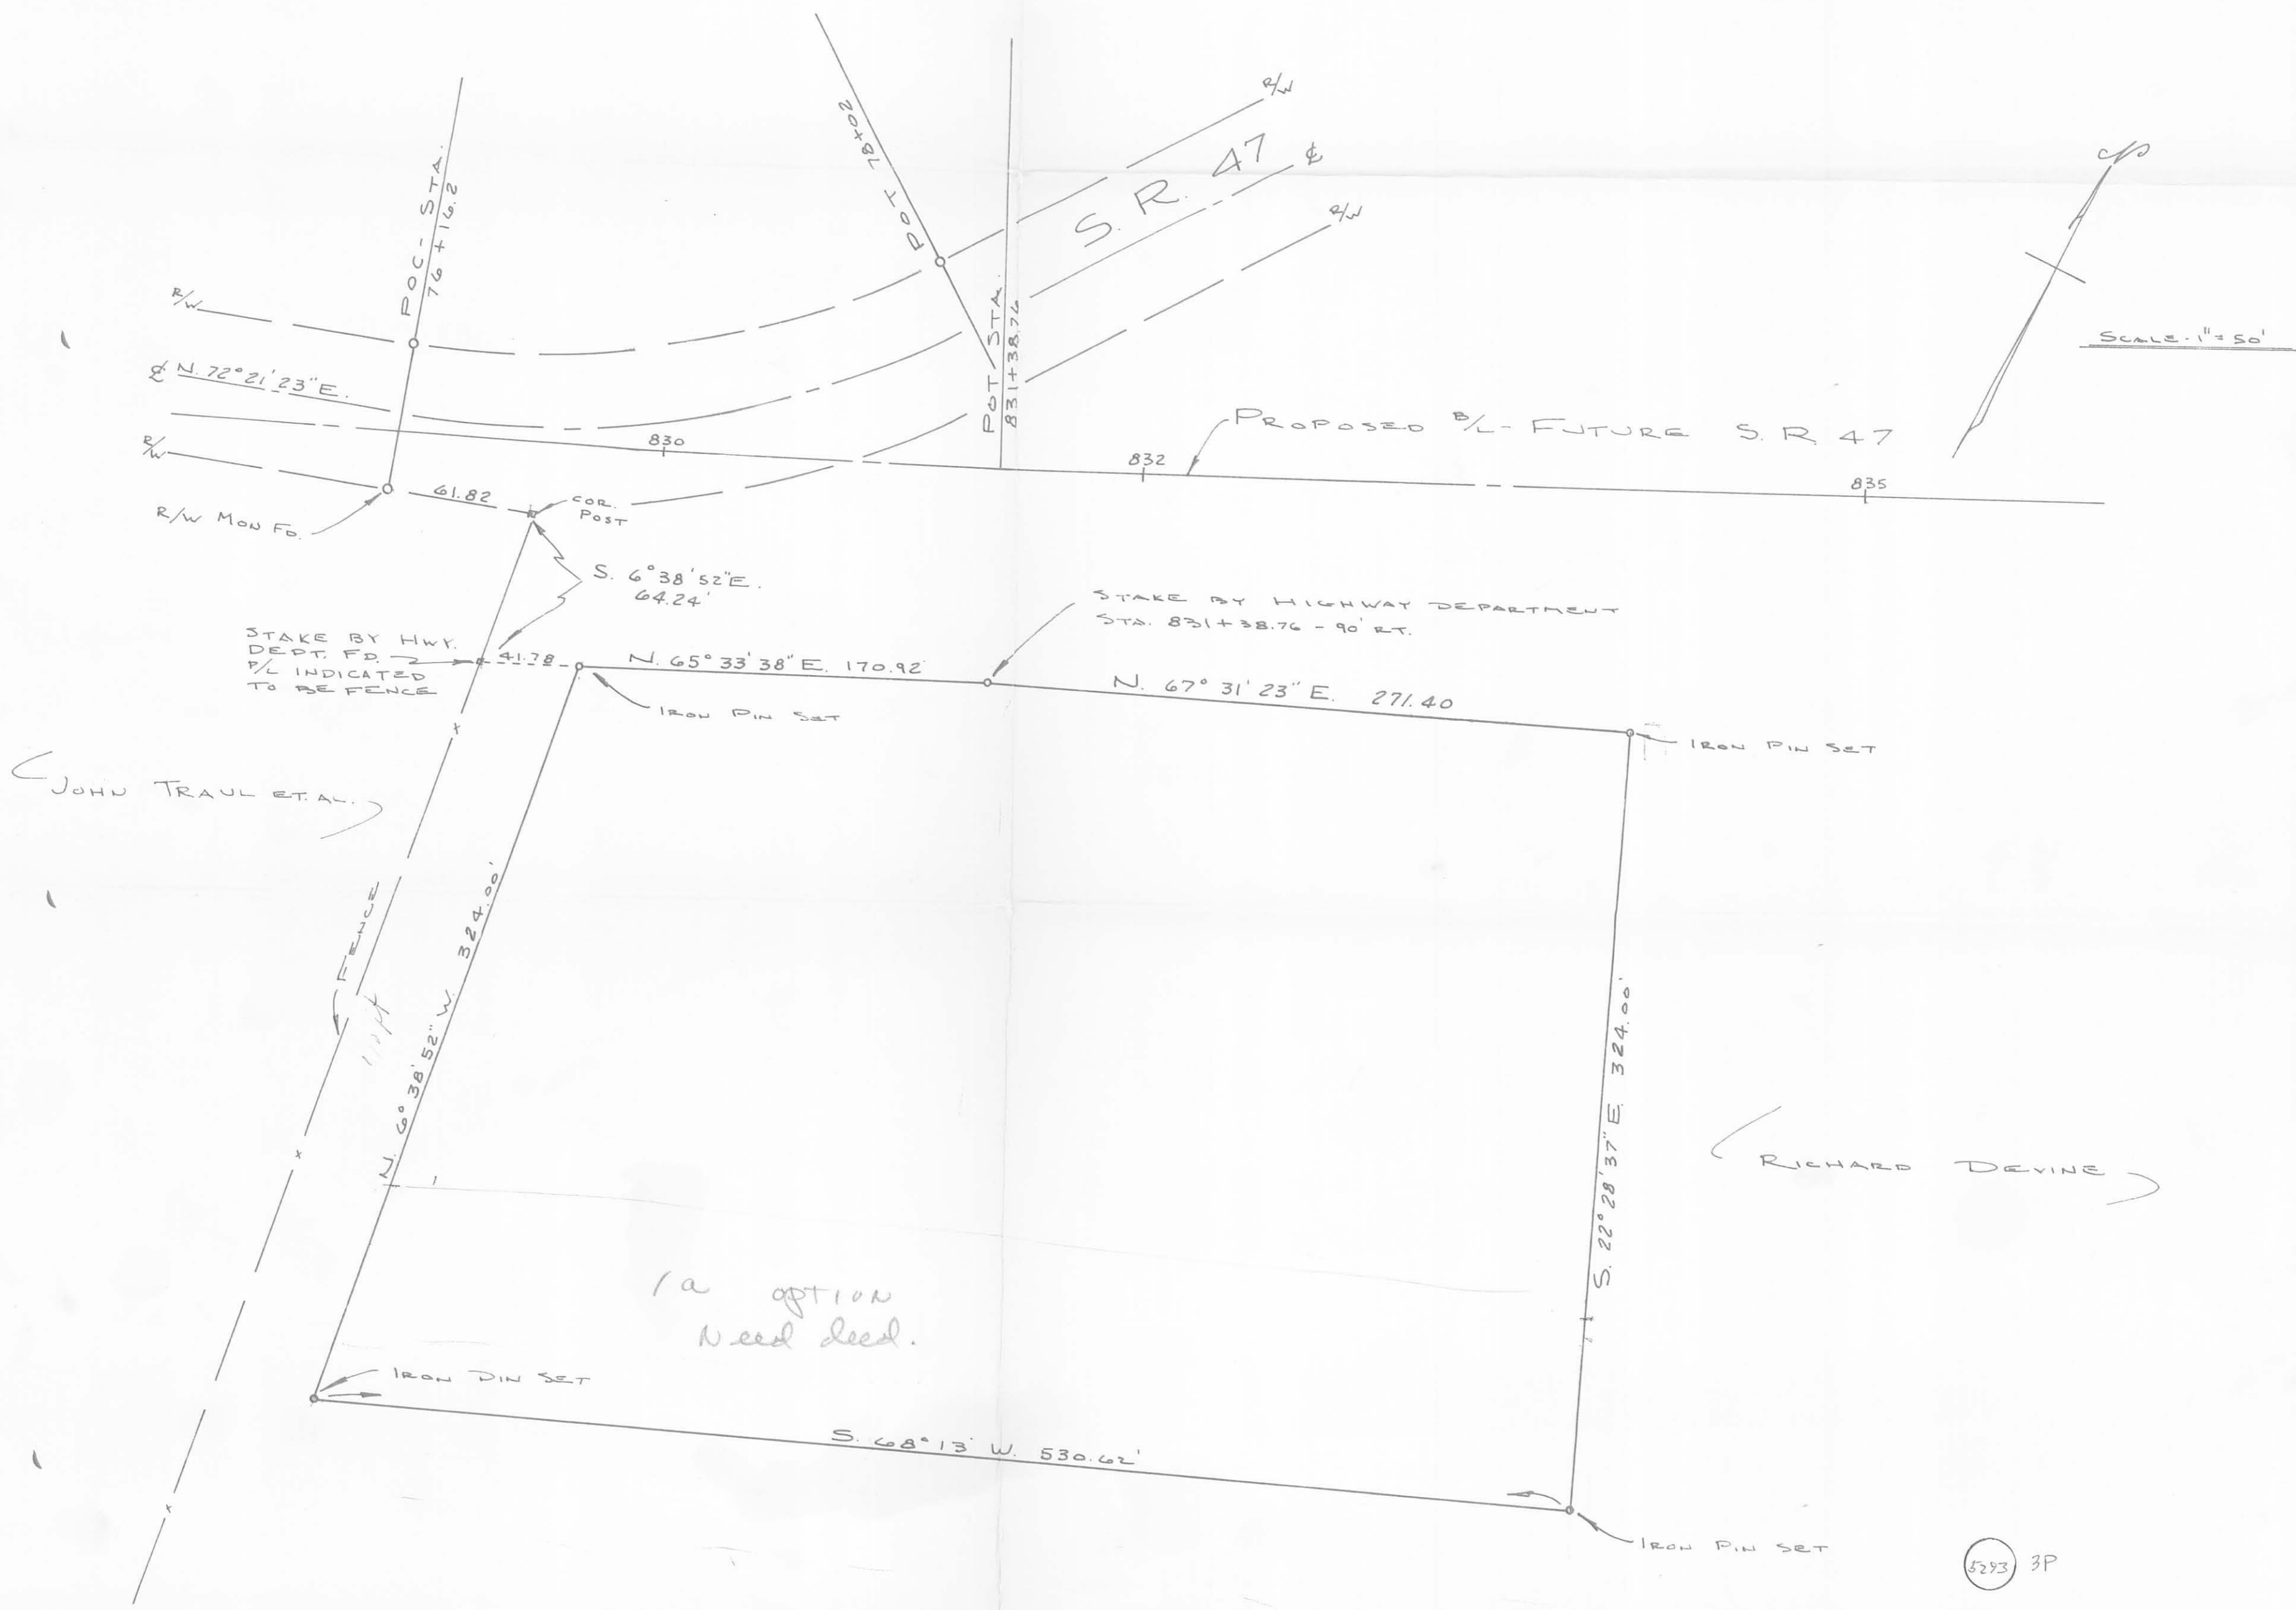 R/W
S. R. 47
℄
R/W
POC - STA.
76 + 16.2
POT 78+02
POT STA.
831+38.76
SCALE - 1" = 50'
R/W
℄ N. 72° 21' 23" E.
R/W
830
832
835
PROPOSED B/L - FUTURE S. R. 47
61.82
COR.
POST
R/W MON FD.
S. 6° 38' 52" E.
64.24'
STAKE BY HIGHWAY DEPARTMENT
STA. 831+38.76 - 90' RT.
STAKE BY HWY.
DEPT. FD.
P/L INDICATED
TO BE FENCE
41.78
N. 65° 33' 38" E. 170.92
N. 67° 31' 23" E. 271.40
IRON PIN SET
IRON PIN SET
JOHN TRAUL ET. AL.
FENCE
N. 6° 38' 52" W. 324.00'
S. 22° 28' 37" E. 324.00'
RICHARD DEVINE
1a option
Need deed.
IRON PIN SET
S. 68° 13' W. 530.62'
IRON PIN SET
5293 3P